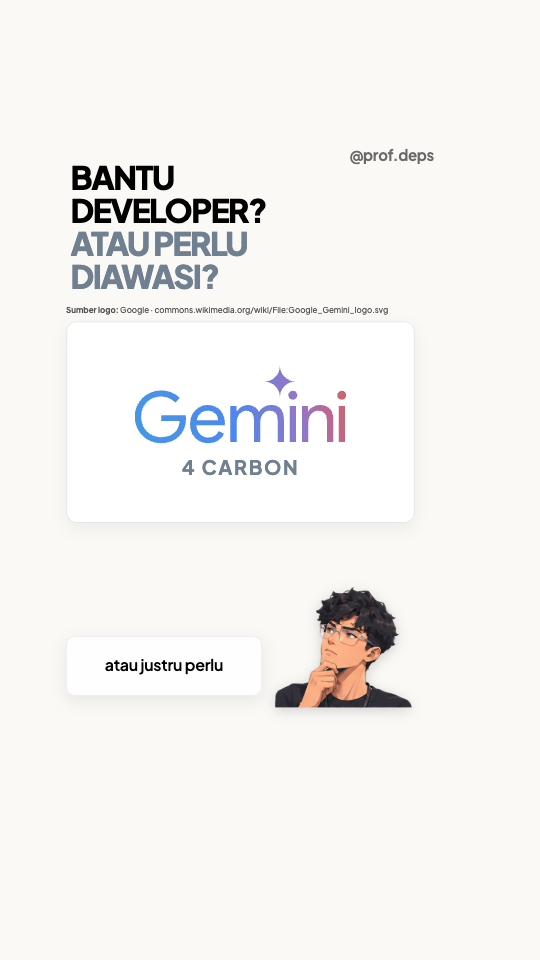 @prof.deps
BANTU
DEVELOPER?
ATAU PERLU
DIAWASI?
Sumber logo: Google · commons.wikimedia.org/wiki/File:Google_Gemini_logo.svg
Gemini
4 CARBON
atau justru perlu